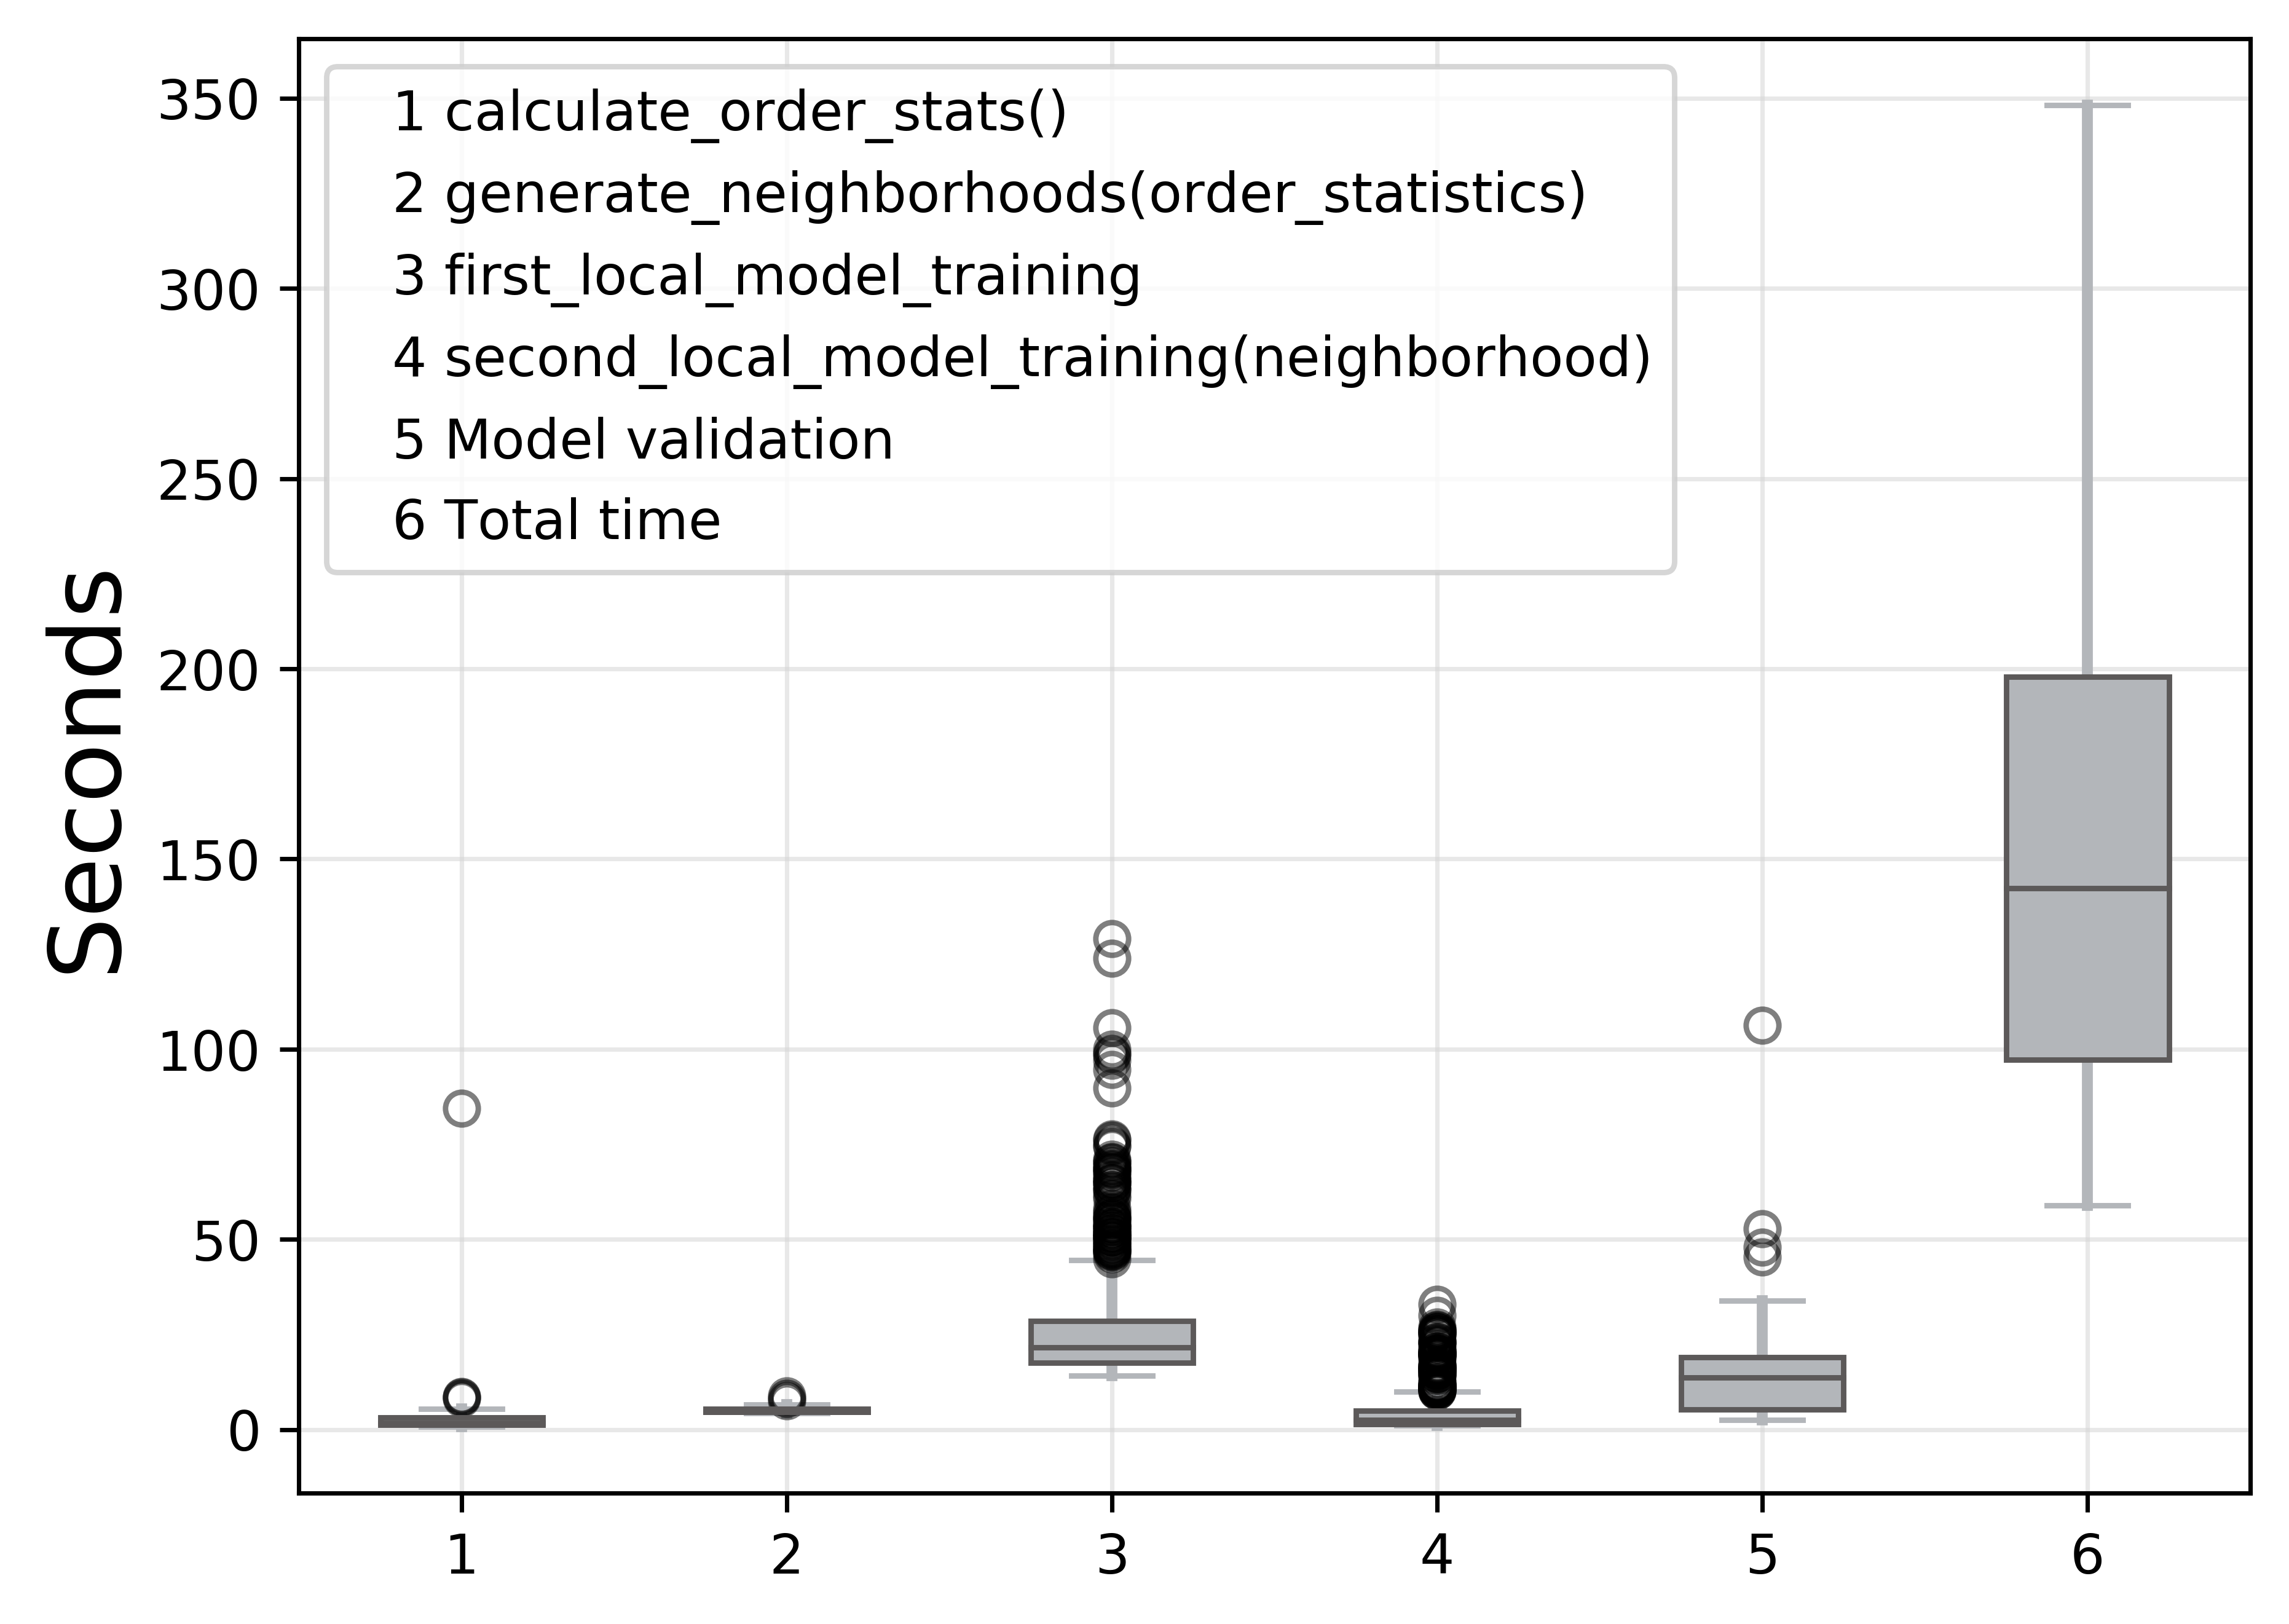 Seconds
350
300
250
200
150
100
50
0
1 calculate_order_stats()
2 generate_neighborhoods(order_statistics)
3 first_local_model_training
4 second_local_model_training(neighborhood)
5 Model validation
6 Total time
1 2 3 4 5 6